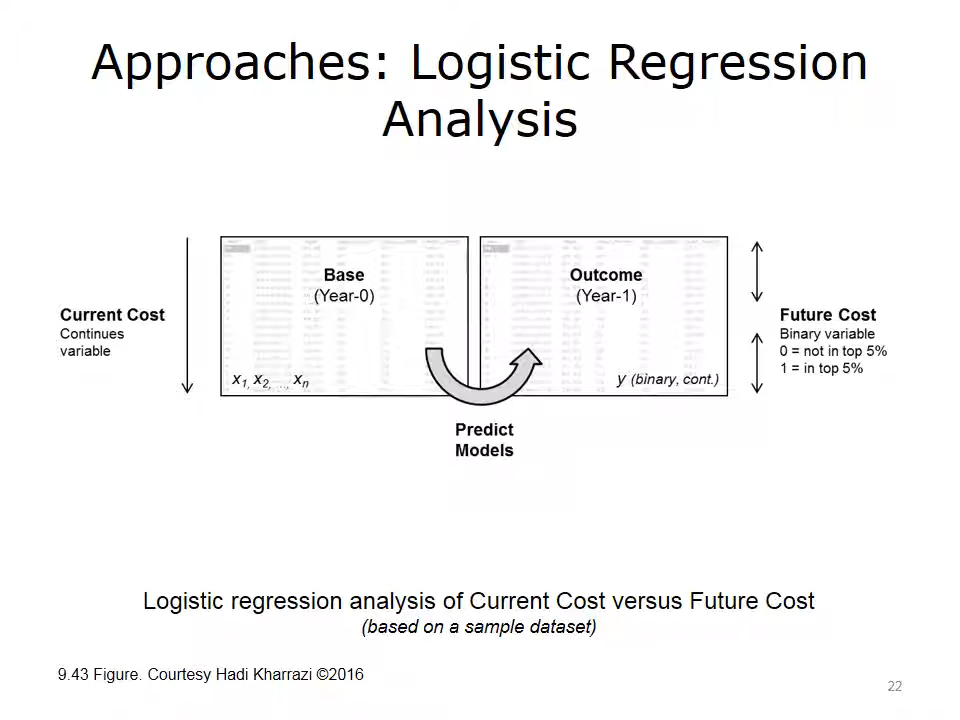 Approaches: Logistic Regression
Analysis
Base
(Year-0)
Outcome
(Year-1)
Current Cost
Continues
variable
Future Cost
Binary variable
0 = not in top 5%
1 = in top 5%
x1, x2, ..., xn
y (binary, cont.)
Predict
Models
Logistic regression analysis of Current Cost versus Future Cost
(based on a sample dataset)
9.43 Figure. Courtesy Hadi Kharrazi ©2016
22